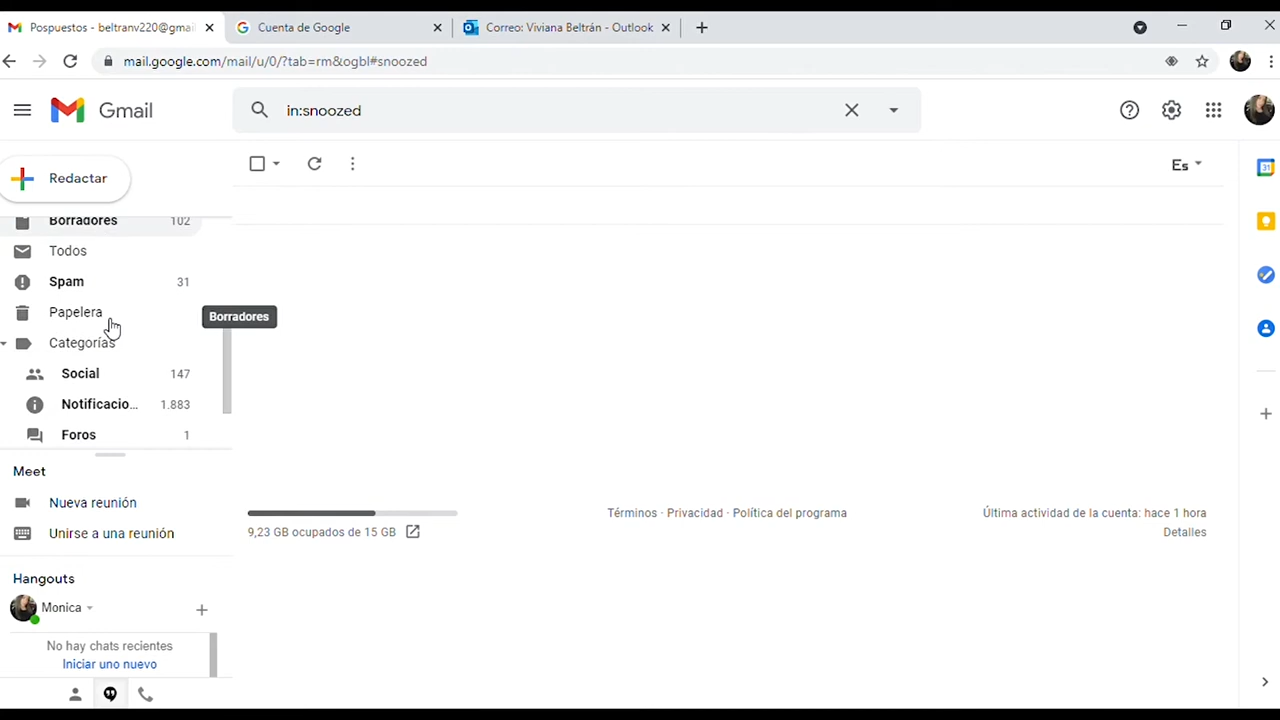 Pospuestos - beltranv220@gmai
Cuenta de Google
Correo: Viviana Beltrán - Outlook
mail.google.com/mail/u/0/?tab=rm&ogbl#snoozed
Gmail
in:snoozed
Redactar
Es
Borradores 102
Todos
Spam 31
Papelera
Borradores
Categorías
Social 147
Notificacio... 1.883
Foros 1
Meet
Nueva reunión
Unirse a una reunión
9,23 GB ocupados de 15 GB
Términos · Privacidad · Política del programa
Última actividad de la cuenta: hace 1 hora
Detalles
Hangouts
Monica
No hay chats recientes
Iniciar uno nuevo
31